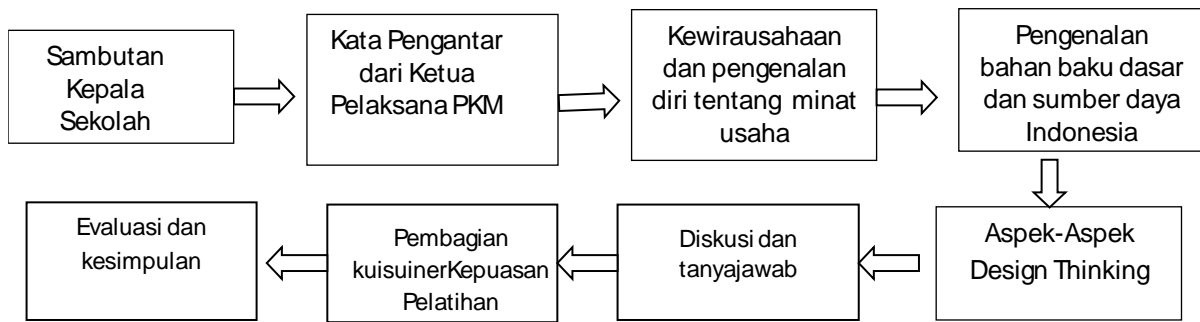 Sambutan
Kepala
Sekolah
Kata Pengantar
dari Ketua
Pelaksana PKM
Kewirausahaan
dan pengenalan
diri tentang minat
usaha
Pengenalan
bahan baku dasar
dan sumber daya
Indonesia
Aspek-Aspek
Design Thinking
Diskusi dan
tanyajawab
Pembagian
kuisuinerKepuasan
Pelatihan
Evaluasi dan
kesimpulan